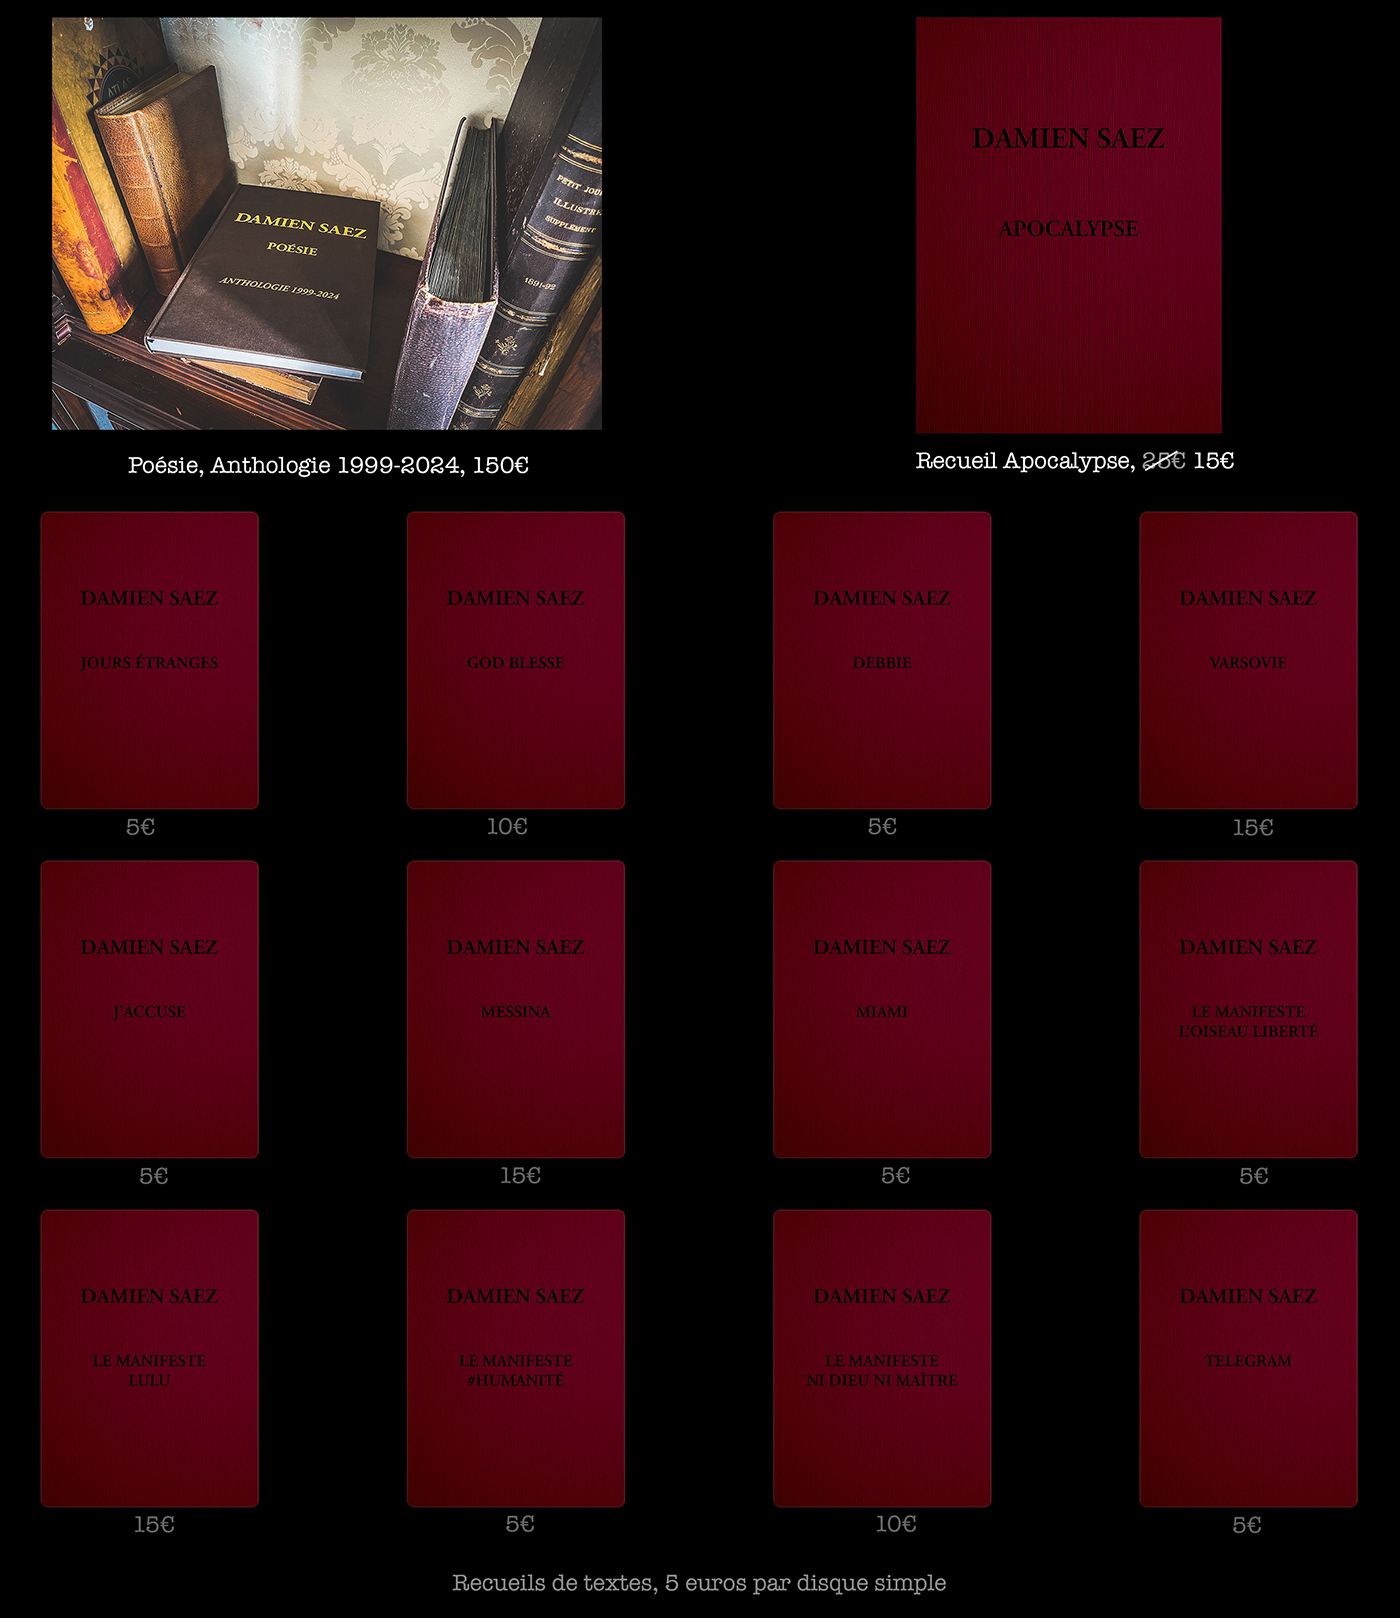 ATLAS
DAMIEN SAEZ
POÉSIE
ANTHOLOGIE 1999-2024
PETIT JOU
ILLUSTRÉ
SUPPLEMENT
1891-92
DAMIEN SAEZ
APOCALYPSE
Poésie, Anthologie 1999-2024, 150€
Recueil Apocalypse, 25€ 15€
DAMIEN SAEZ
JOURS ÉTRANGES
5€
DAMIEN SAEZ
GOD BLESSE
10€
DAMIEN SAEZ
DEBBIE
5€
DAMIEN SAEZ
VARSOVIE
15€
DAMIEN SAEZ
J'ACCUSE
5€
DAMIEN SAEZ
MESSINA
15€
DAMIEN SAEZ
MIAMI
5€
DAMIEN SAEZ
LE MANIFESTE
L'OISEAU LIBERTÉ
5€
DAMIEN SAEZ
LE MANIFESTE
LULU
15€
DAMIEN SAEZ
LE MANIFESTE
#HUMANITÉ
5€
DAMIEN SAEZ
LE MANIFESTE
NI DIEU NI MAÎTRE
10€
DAMIEN SAEZ
TELEGRAM
5€
Recueils de textes, 5 euros par disque simple